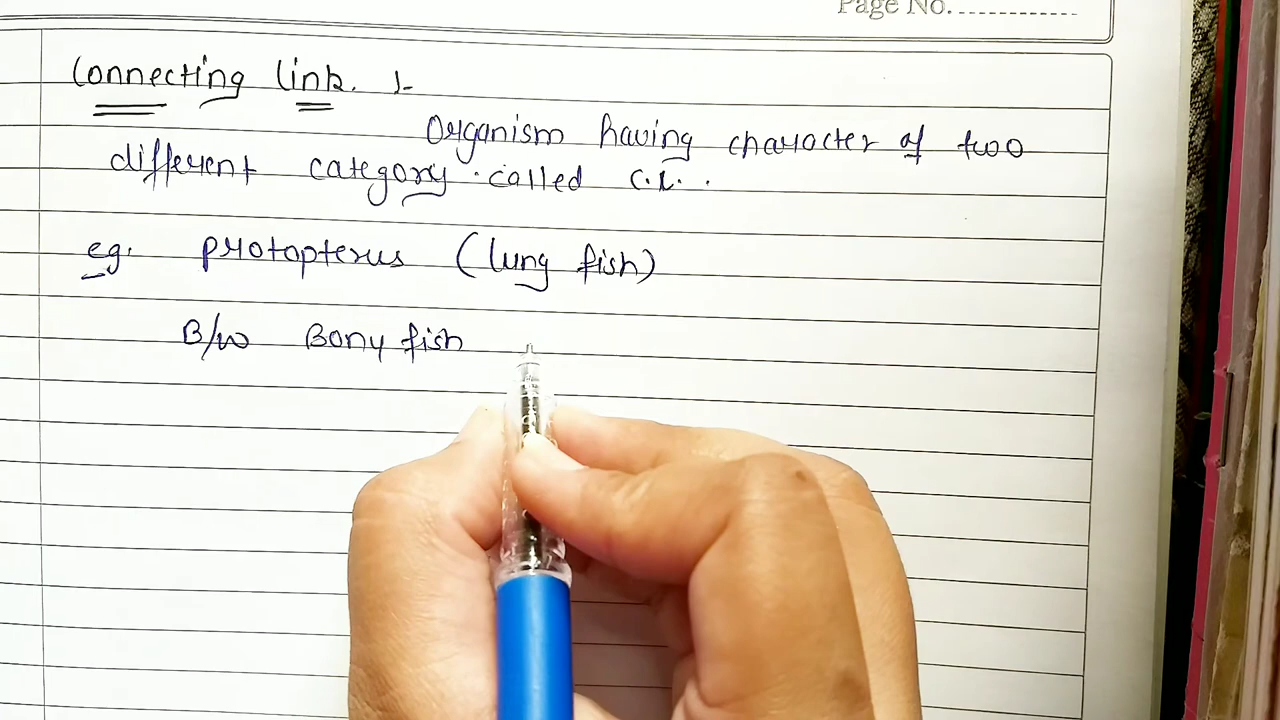 Page No.
Connecting link :-
Organism having character of two
different category called C.L.
eg. Protopterus (lung fish)
B/w Bony fish